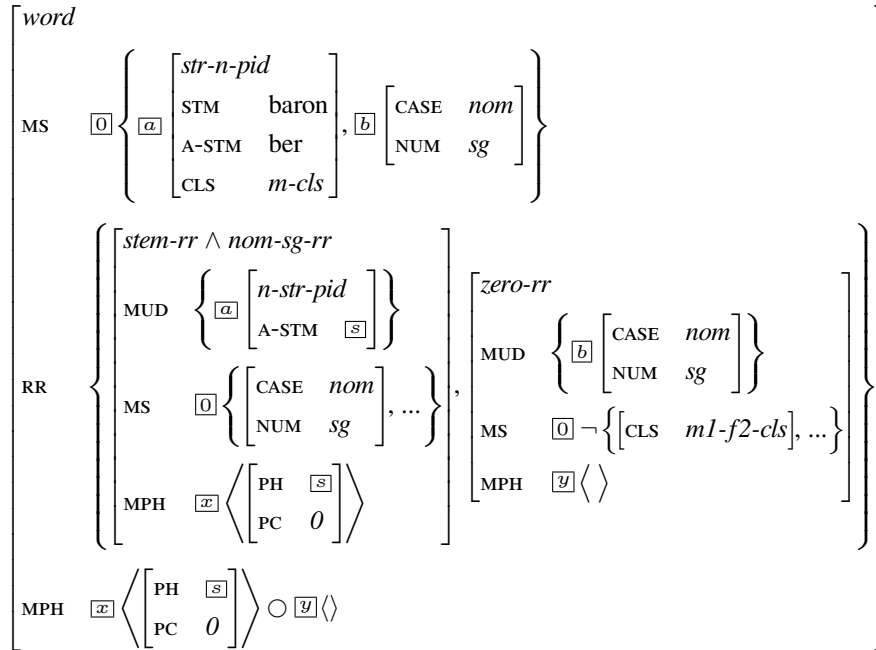 word
MS 0 { a [ str-n-pid
STM baron
A-STM ber
CLS m-cls ] , b [ CASE nom
NUM sg ] }
RR { [ stem-rr ∧ nom-sg-rr
MUD { a [ n-str-pid
A-STM s ] }
MS 0 { [ CASE nom
NUM sg ] , ... }
MPH x ⟨ [ PH s
PC 0 ] ⟩ ] ,
[ zero-rr
MUD { b [ CASE nom
NUM sg ] }
MS 0 ¬ { [ CLS m1-f2-cls ] , ... }
MPH y ⟨ ⟩ ] }
MPH x ⟨ [ PH s
PC 0 ] ⟩ ○ y ⟨⟩